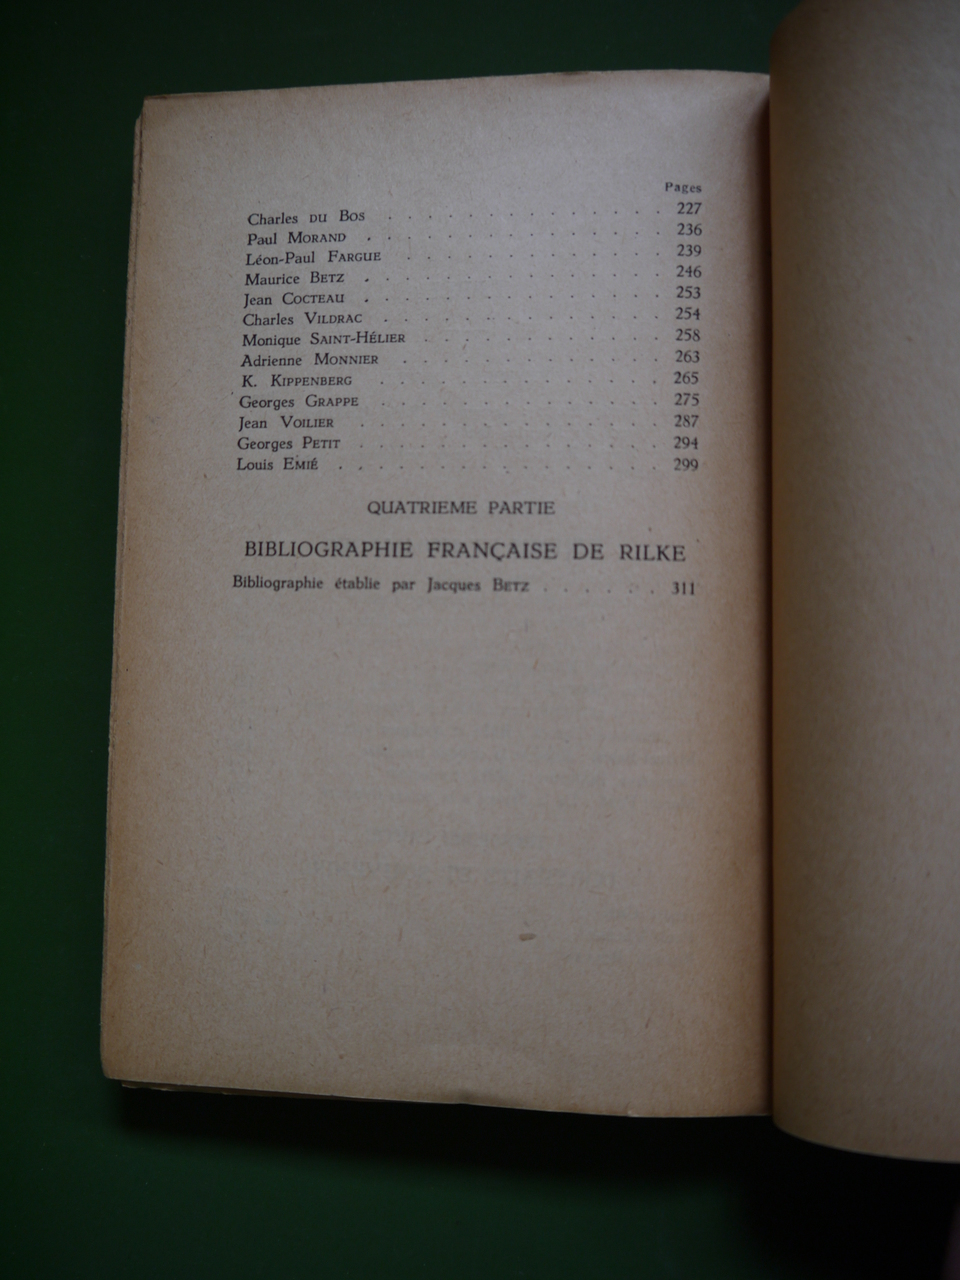 Pages
Charles DU BOS . . . . . . . . . . . . . . 227
Paul MORAND . . . . . . . . . . . . . . . 236
Léon-Paul FARGUE . . . . . . . . . . . . . 239
Maurice BETZ . . . . . . . . . . . . . . . 246
Jean COCTEAU . . . . . . . . . . . . . . . 253
Charles VILDRAC . . . . . . . . . . . . . . 254
Monique SAINT-HÉLIER . . . . . . . . . . . . 258
Adrienne MONNIER . . . . . . . . . . . . . 263
K. KIPPENBERG . . . . . . . . . . . . . . 265
Georges GRAPPE . . . . . . . . . . . . . . 275
Jean VOILIER . . . . . . . . . . . . . . . 287
Georges PETIT . . . . . . . . . . . . . . . 294
Louis EMIÉ . . . . . . . . . . . . . . . . 299
QUATRIEME PARTIE
BIBLIOGRAPHIE FRANÇAISE DE RILKE
Bibliographie établie par Jacques BETZ . . . . . . 311